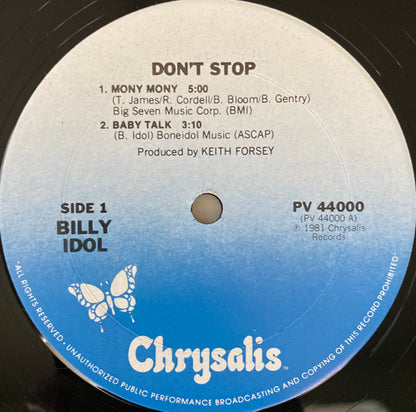 DON'T STOP
1. MONY MONY 5:00
(T. James/R. Cordell/B. Bloom/B. Gentry)
Big Seven Music Corp. (BMI)
2. BABY TALK 3:10
(B. Idol) Boneidol Music (ASCAP)
Produced by KEITH FORSEY
SIDE 1
BILLY
IDOL
PV 44000
(PV 44000 A)
℗ 1981 Chrysalis
Records
Chrysalis™
"ALL RIGHTS RESERVED - UNAUTHORIZED PUBLIC PERFORMANCE BROADCASTING AND COPYING OF THIS RECORD PROHIBITED"